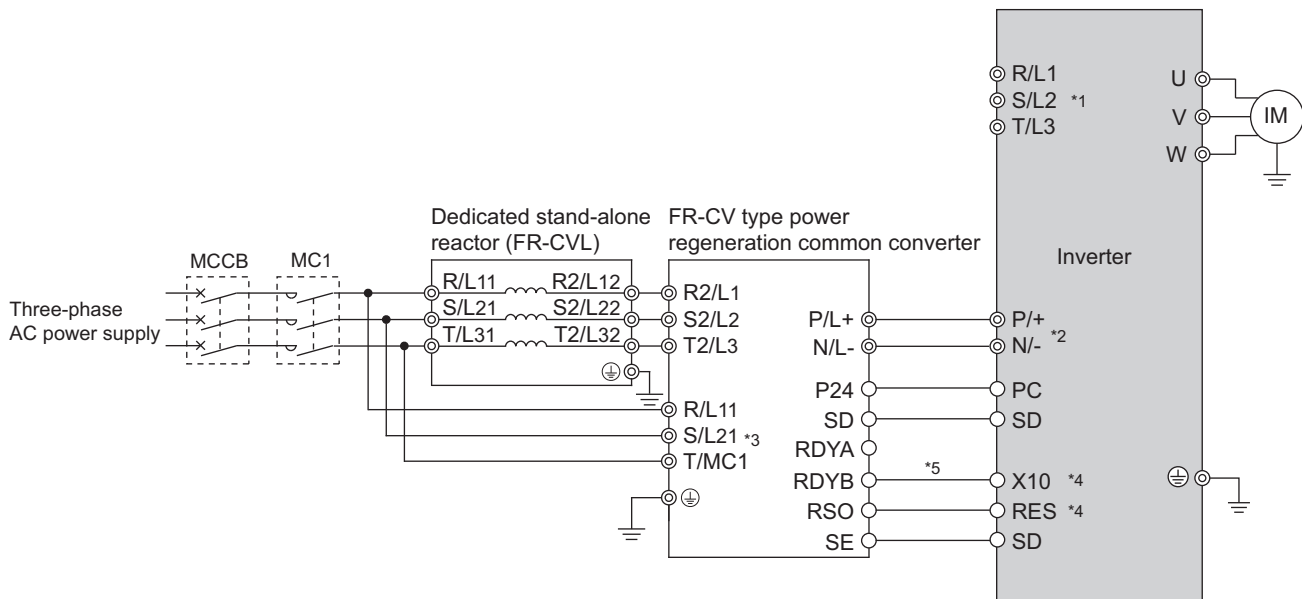 R/L1
S/L2 *1
T/L3
U
V
W
IM
Dedicated stand-alone
reactor (FR-CVL)
FR-CV type power
regeneration common converter
Inverter
MCCB
MC1
Three-phase
AC power supply
R/L11
R2/L12
S/L21
S2/L22
T/L31
T2/L32
R2/L1
S2/L2
T2/L3
R/L11
S/L21 *3
T/MC1
P/L+
N/L-
P24
SD
RDYA
RDYB
RSO
SE
*5
P/+
N/- *2
PC
SD
X10 *4
RES *4
SD